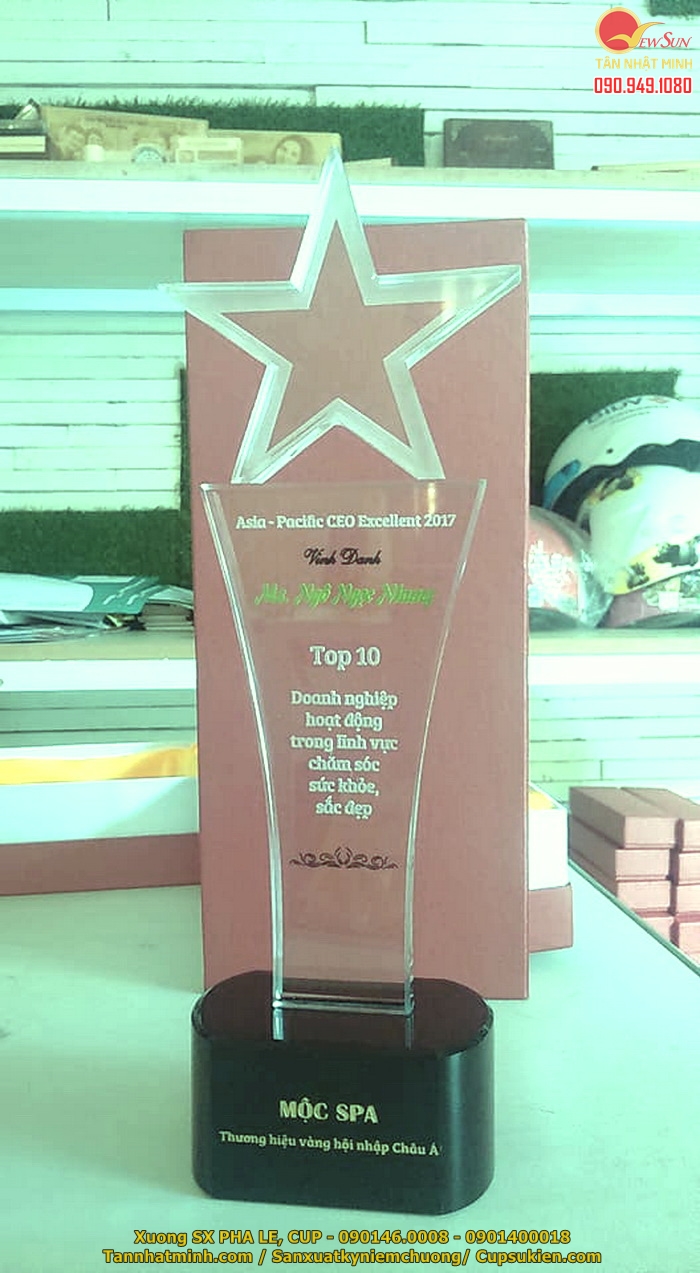 NEWSUN
TÂN NHẤT MINH
090.949.1080
Asia - Pacific CEO Excellent 2017
Vinh Danh
Ms. Ngô Ngọc Nhung
Top 10
Doanh nghiệp
hoạt động
trong lĩnh vực
chăm sóc
sức khỏe,
sắc đẹp
MỘC SPA
Thương hiệu vàng hội nhập Châu Á
Xuong SX PHA LE, CUP - 090146.0008 - 0901400018
Tannhatminh.com / Sanxuatkyniemchuong/ Cupsukien.com